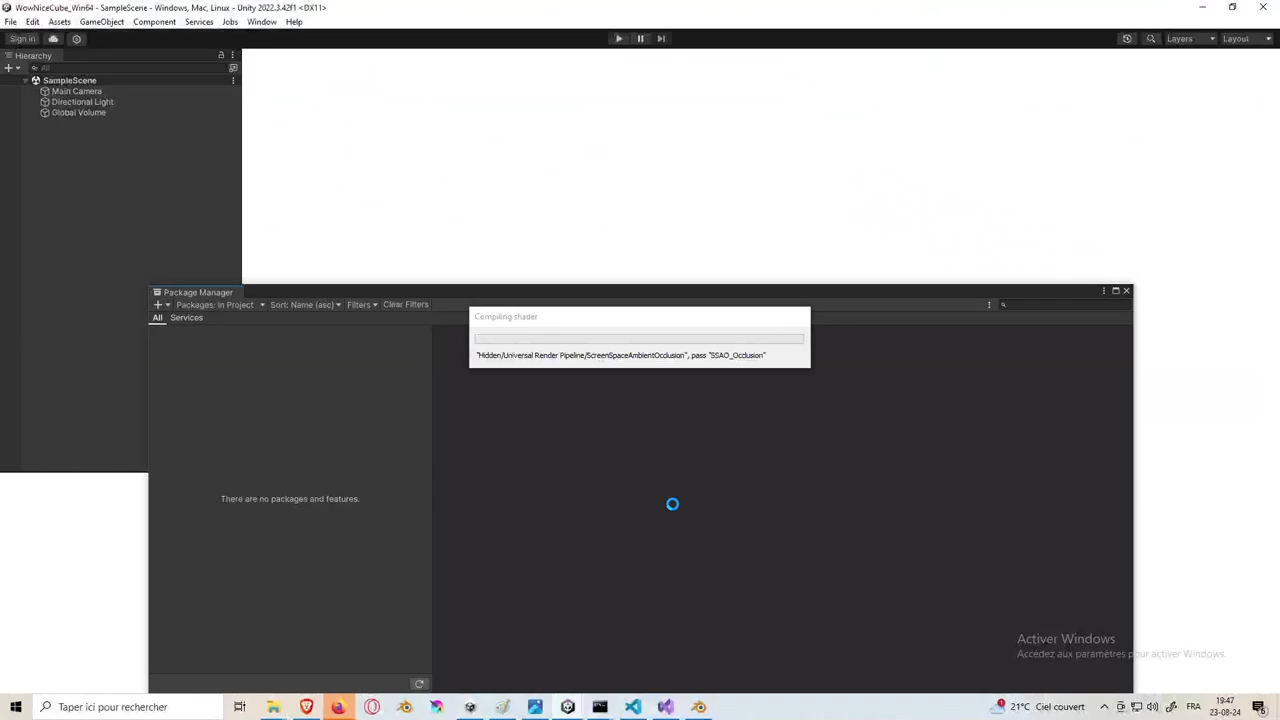 WowNiceCube_Win64 - SampleScene - Windows, Mac, Linux - Unity 2022.3.42f1 <DX11>
File Edit Assets GameObject Component Services Jobs Window Help
Sign in
Layers Layout
Hierarchy
All
SampleScene
Main Camera
Directional Light
Global Volume
Package Manager
Packages: In Project Sort: Name (asc) Filters Clear Filters
All Services
Compiling shader
"Hidden/Universal Render Pipeline/ScreenSpaceAmbientOcclusion", pass "SSAO_Occlusion"
There are no packages and features.
Activer Windows
Accédez aux paramètres pour activer Windows.
Taper ici pour rechercher
21°C Ciel couvert
FRA
19:47
23-08-24